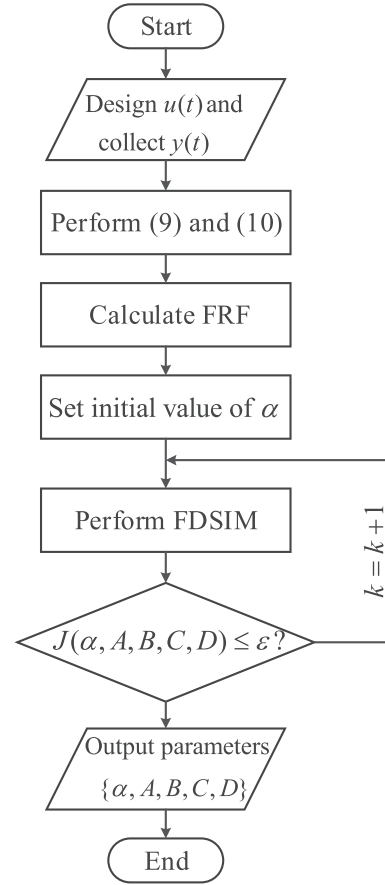 Start
Design u(t) and
collect y(t)
Perform (9) and (10)
Calculate FRF
Set initial value of α
Perform FDSIM
k = k + 1
J(α, A, B, C, D) ≤ ε?
Output parameters
{α, A, B, C, D}
End